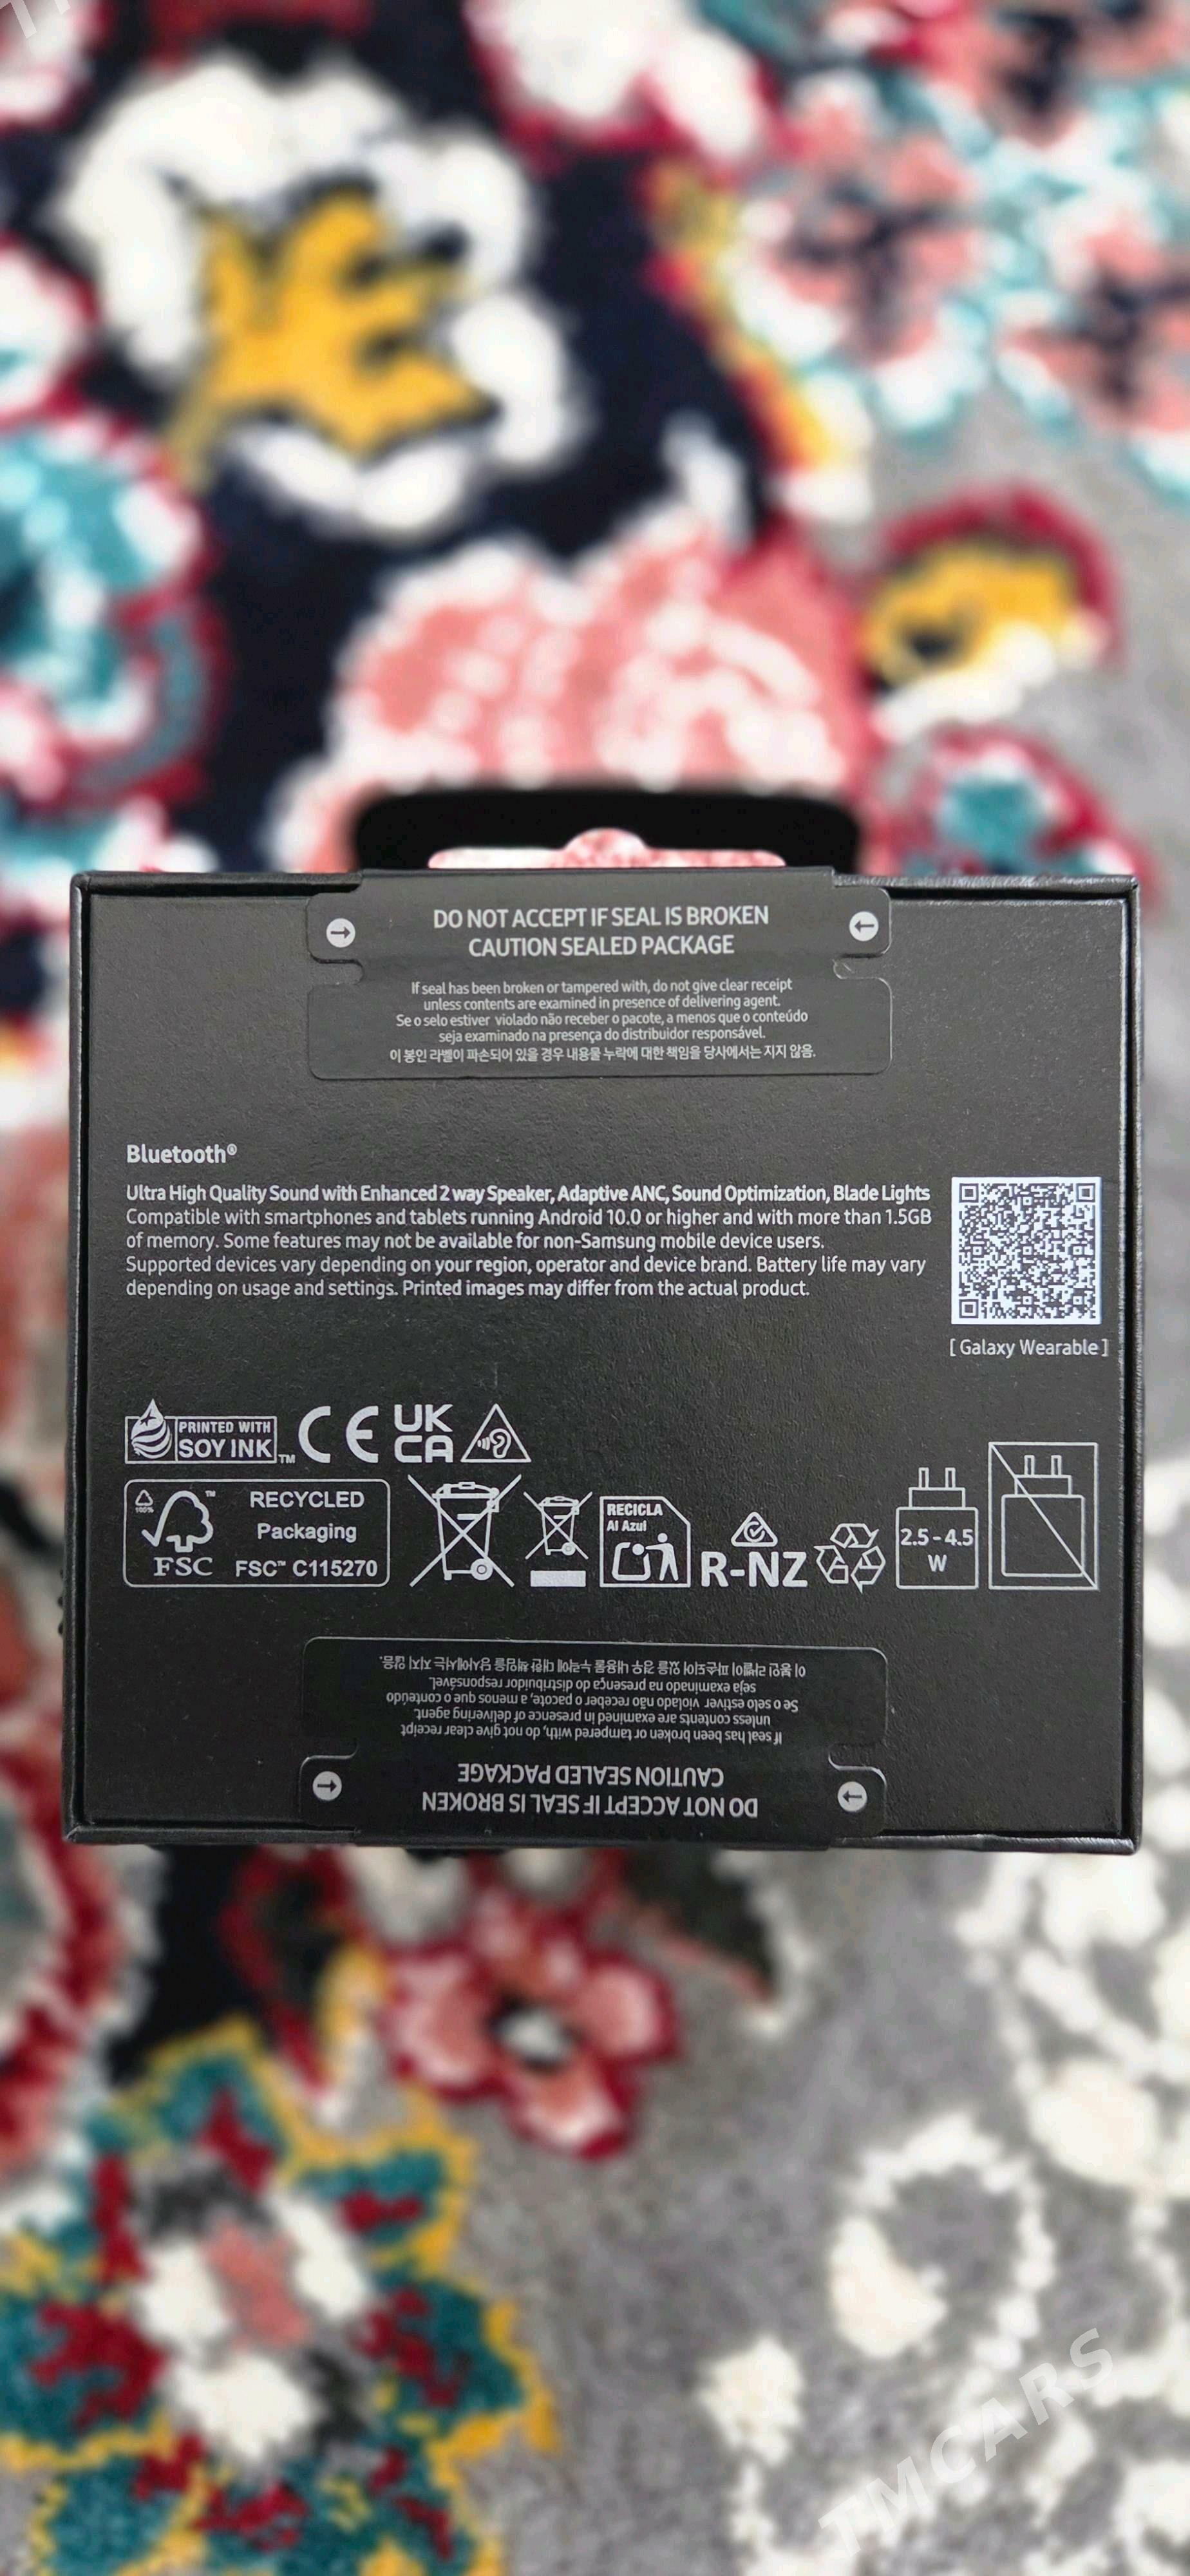 DO NOT ACCEPT IF SEAL IS BROKEN
CAUTION SEALED PACKAGE
If seal has been broken or tampered with, do not give clear receipt
unless contents are examined in presence of delivering agent.
Se o selo estiver violado não receber o pacote, a menos que o conteúdo
seja examinado na presença do distribuidor responsável.
이 봉인 라벨이 파손되어 있을 경우 내용물 누락에 대한 책임을 당사에서는 지지 않음.
Bluetooth®
Ultra High Quality Sound with Enhanced 2 way Speaker, Adaptive ANC, Sound Optimization, Blade Lights
Compatible with smartphones and tablets running Android 10.0 or higher and with more than 1.5GB
of memory. Some features may not be available for non-Samsung mobile device users.
Supported devices vary depending on your region, operator and device brand. Battery life may vary
depending on usage and settings. Printed images may differ from the actual product.
[ Galaxy Wearable ]
PRINTED WITH
SOY INK™
CE
UK
CA
100%
™
RECYCLED
Packaging
FSC
FSC™ C115270
RECICLA
Al Azul
R-NZ
2.5 - 4.5
W
DO NOT ACCEPT IF SEAL IS BROKEN
CAUTION SEALED PACKAGE
If seal has been broken or tampered with, do not give clear receipt
unless contents are examined in presence of delivering agent.
Se o selo estiver violado não receber o pacote, a menos que o conteúdo
seja examinado na presença do distribuidor responsável.
이 봉인 라벨이 파손되어 있을 경우 내용물 누락에 대한 책임을 당사에서는 지지 않음.
TMCARS